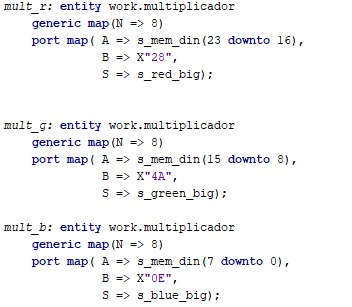 mult_r: entity work.multiplicador
generic map(N => 8)
port map( A => s_mem_din(23 downto 16),
B => X"28",
S => s_red_big);
mult_g: entity work.multiplicador
generic map(N => 8)
port map( A => s_mem_din(15 downto 8),
B => X"4A",
S => s_green_big);
mult_b: entity work.multiplicador
generic map(N => 8)
port map( A => s_mem_din(7 downto 0),
B => X"0E",
S => s_blue_big);